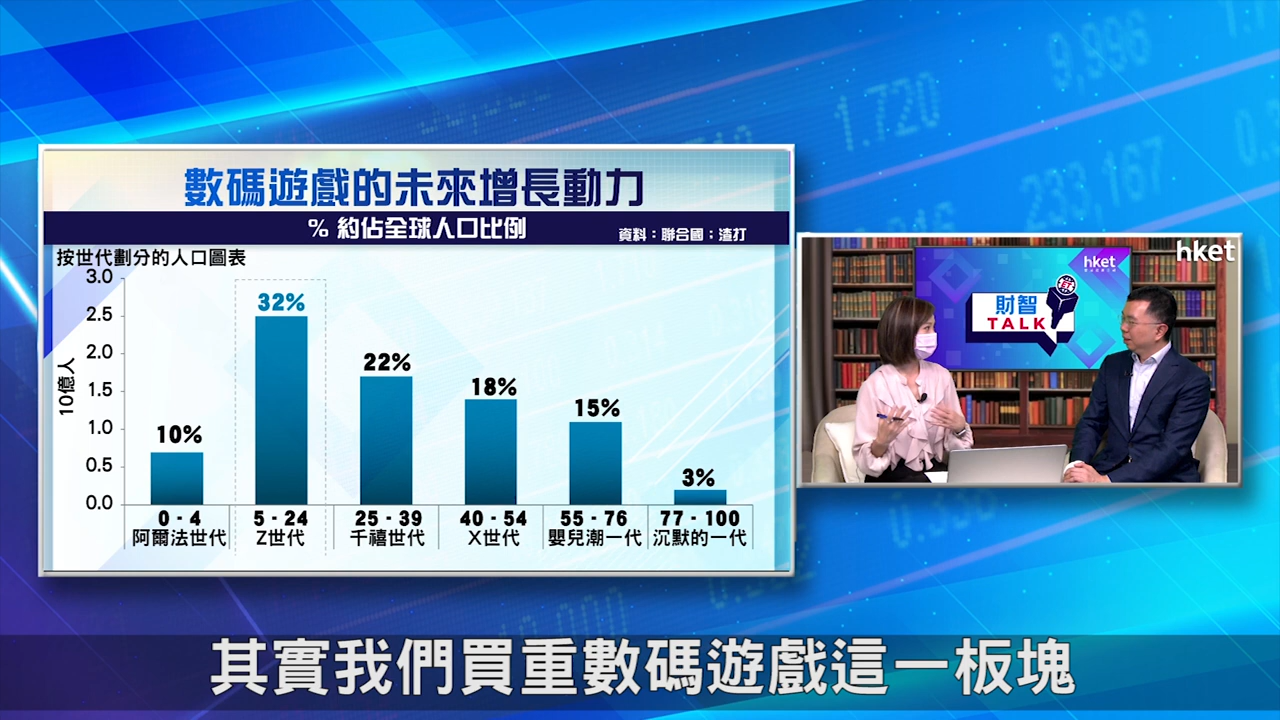 數碼遊戲的未來增長動力
% 約佔全球人口比例
資料：聯合國；渣打
按世代劃分的人口圖表
10億人
3.0
2.5
2.0
1.5
1.0
0.5
0.0
10%
32%
22%
18%
15%
3%
0 - 4
5 - 24
25 - 39
40 - 54
55 - 76
77 - 100
阿爾法世代
Z世代
千禧世代
X世代
嬰兒潮一代
沉默的一代
hket
hket
財智
TALK
9,996
1.720
233,167
其實我們買重數碼遊戲這一板塊